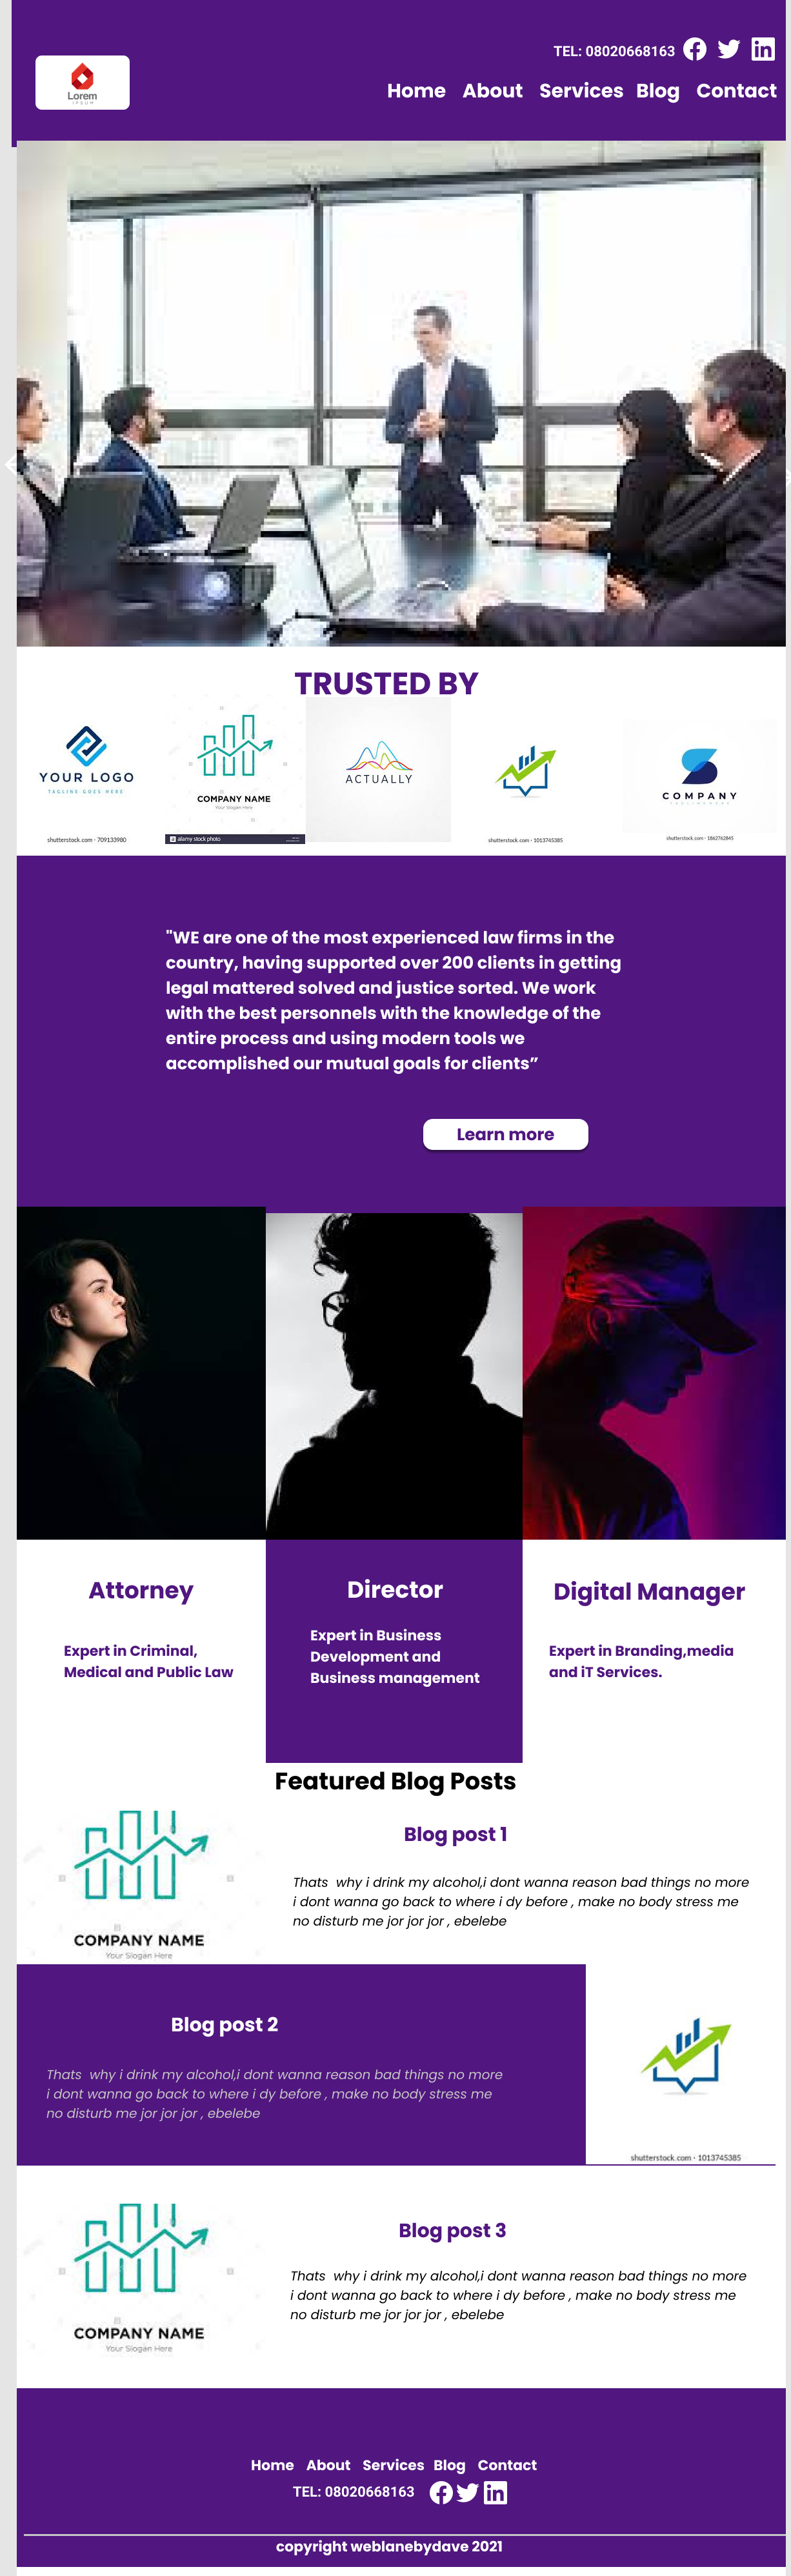 TEL: 08020668163
Lorem
IPSUM
Home About Services Blog Contact
TRUSTED BY
YOUR LOGO
TAGLINE GOES HERE
shutterstock.com • 709133980
COMPANY NAME
Your Slogan Here
alamy stock photo
ACTUALLY
shutterstock.com • 1013745385
COMPANY
shutterstock.com • 1862762845
"WE are one of the most experienced law firms in the
country, having supported over 200 clients in getting
legal mattered solved and justice sorted. We work
with the best personnels with the knowledge of the
entire process and using modern tools we
accomplished our mutual goals for clients”
Learn more
Attorney
Expert in Criminal,
Medical and Public Law
Director
Expert in Business
Development and
Business management
Digital Manager
Expert in Branding,media
and iT Services.
Featured Blog Posts
COMPANY NAME
Your Slogan Here
Blog post 1
Thats  why i drink my alcohol,i dont wanna reason bad things no more
i dont wanna go back to where i dy before , make no body stress me
no disturb me jor jor jor , ebelebe
Blog post 2
Thats  why i drink my alcohol,i dont wanna reason bad things no more
i dont wanna go back to where i dy before , make no body stress me
no disturb me jor jor jor , ebelebe
shutterstock.com • 1013745385
COMPANY NAME
Your Slogan Here
Blog post 3
Thats  why i drink my alcohol,i dont wanna reason bad things no more
i dont wanna go back to where i dy before , make no body stress me
no disturb me jor jor jor , ebelebe
Home About Services Blog Contact
TEL: 08020668163
copyright weblanebydave 2021